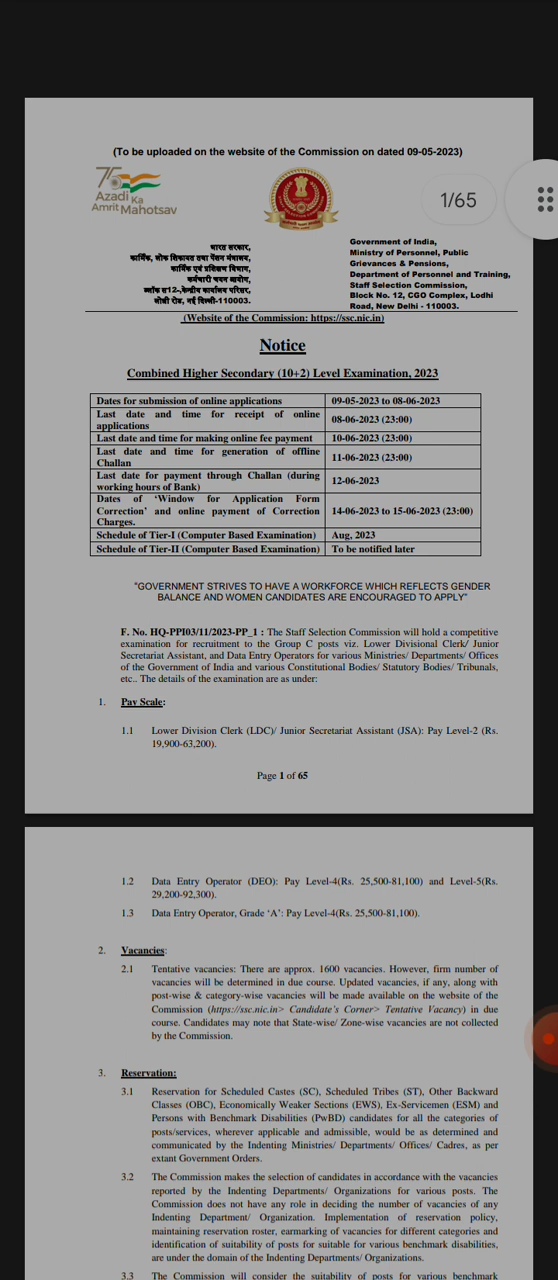 (To be uploaded on the website of the Commission on dated 09-05-2023)
75
Azadi Ka
Amrit Mahotsav
1/65
भारत सरकार,
कार्मिक, लोक शिकायत तथा पेंशन मंत्रालय,
कार्मिक एवं प्रशिक्षण विभाग,
कर्मचारी चयन आयोग,
ब्लॉक सं12-,केन्द्रीय कार्यालय परिसर,
लोधी रोड, नई दिल्ली-110003.
Government of India,
Ministry of Personnel, Public
Grievances & Pensions,
Department of Personnel and Training,
Staff Selection Commission,
Block No. 12, CGO Complex, Lodhi
Road, New Delhi - 110003.
(Website of the Commission: https://ssc.nic.in)
Notice
Combined Higher Secondary (10+2) Level Examination, 2023
Dates for submission of online applications 09-05-2023 to 08-06-2023
Last date and time for receipt of online
applications 08-06-2023 (23:00)
Last date and time for making online fee payment 10-06-2023 (23:00)
Last date and time for generation of offline
Challan 11-06-2023 (23:00)
Last date for payment through Challan (during
working hours of Bank) 12-06-2023
Dates of ‘Window for Application Form
Correction’ and online payment of Correction 14-06-2023 to 15-06-2023 (23:00)
Charges.
Schedule of Tier-I (Computer Based Examination) Aug, 2023
Schedule of Tier-II (Computer Based Examination) To be notified later
"GOVERNMENT STRIVES TO HAVE A WORKFORCE WHICH REFLECTS GENDER
BALANCE AND WOMEN CANDIDATES ARE ENCOURAGED TO APPLY"
F. No. HQ-PPI03/11/2023-PP_1 : The Staff Selection Commission will hold a competitive
examination for recruitment to the Group C posts viz. Lower Divisional Clerk/ Junior
Secretariat Assistant, and Data Entry Operators for various Ministries/ Departments/ Offices
of the Government of India and various Constitutional Bodies/ Statutory Bodies/ Tribunals,
etc.. The details of the examination are as under:
1. Pay Scale:
1.1 Lower Division Clerk (LDC)/ Junior Secretariat Assistant (JSA): Pay Level-2 (Rs.
19,900-63,200).
Page 1 of 65
1.2 Data Entry Operator (DEO): Pay Level-4(Rs. 25,500-81,100) and Level-5(Rs.
29,200-92,300).
1.3 Data Entry Operator, Grade ‘A’: Pay Level-4(Rs. 25,500-81,100).
2. Vacancies:
2.1 Tentative vacancies: There are approx. 1600 vacancies. However, firm number of
vacancies will be determined in due course. Updated vacancies, if any, along with
post-wise & category-wise vacancies will be made available on the website of the
Commission (https://ssc.nic.in> Candidate’s Corner> Tentative Vacancy) in due
course. Candidates may note that State-wise/ Zone-wise vacancies are not collected
by the Commission.
3. Reservation:
3.1 Reservation for Scheduled Castes (SC), Scheduled Tribes (ST), Other Backward
Classes (OBC), Economically Weaker Sections (EWS), Ex-Servicemen (ESM) and
Persons with Benchmark Disabilities (PwBD) candidates for all the categories of
posts/services, wherever applicable and admissible, would be as determined and
communicated by the Indenting Ministries/ Departments/ Offices/ Cadres, as per
extant Government Orders.
3.2 The Commission makes the selection of candidates in accordance with the vacancies
reported by the Indenting Departments/ Organizations for various posts. The
Commission does not have any role in deciding the number of vacancies of any
Indenting Department/ Organization. Implementation of reservation policy,
maintaining reservation roster, earmarking of vacancies for different categories and
identification of suitability of posts for suitable for various benchmark disabilities,
are under the domain of the Indenting Departments/ Organizations.
3.3 The Commission will consider the suitability of posts for various benchmark